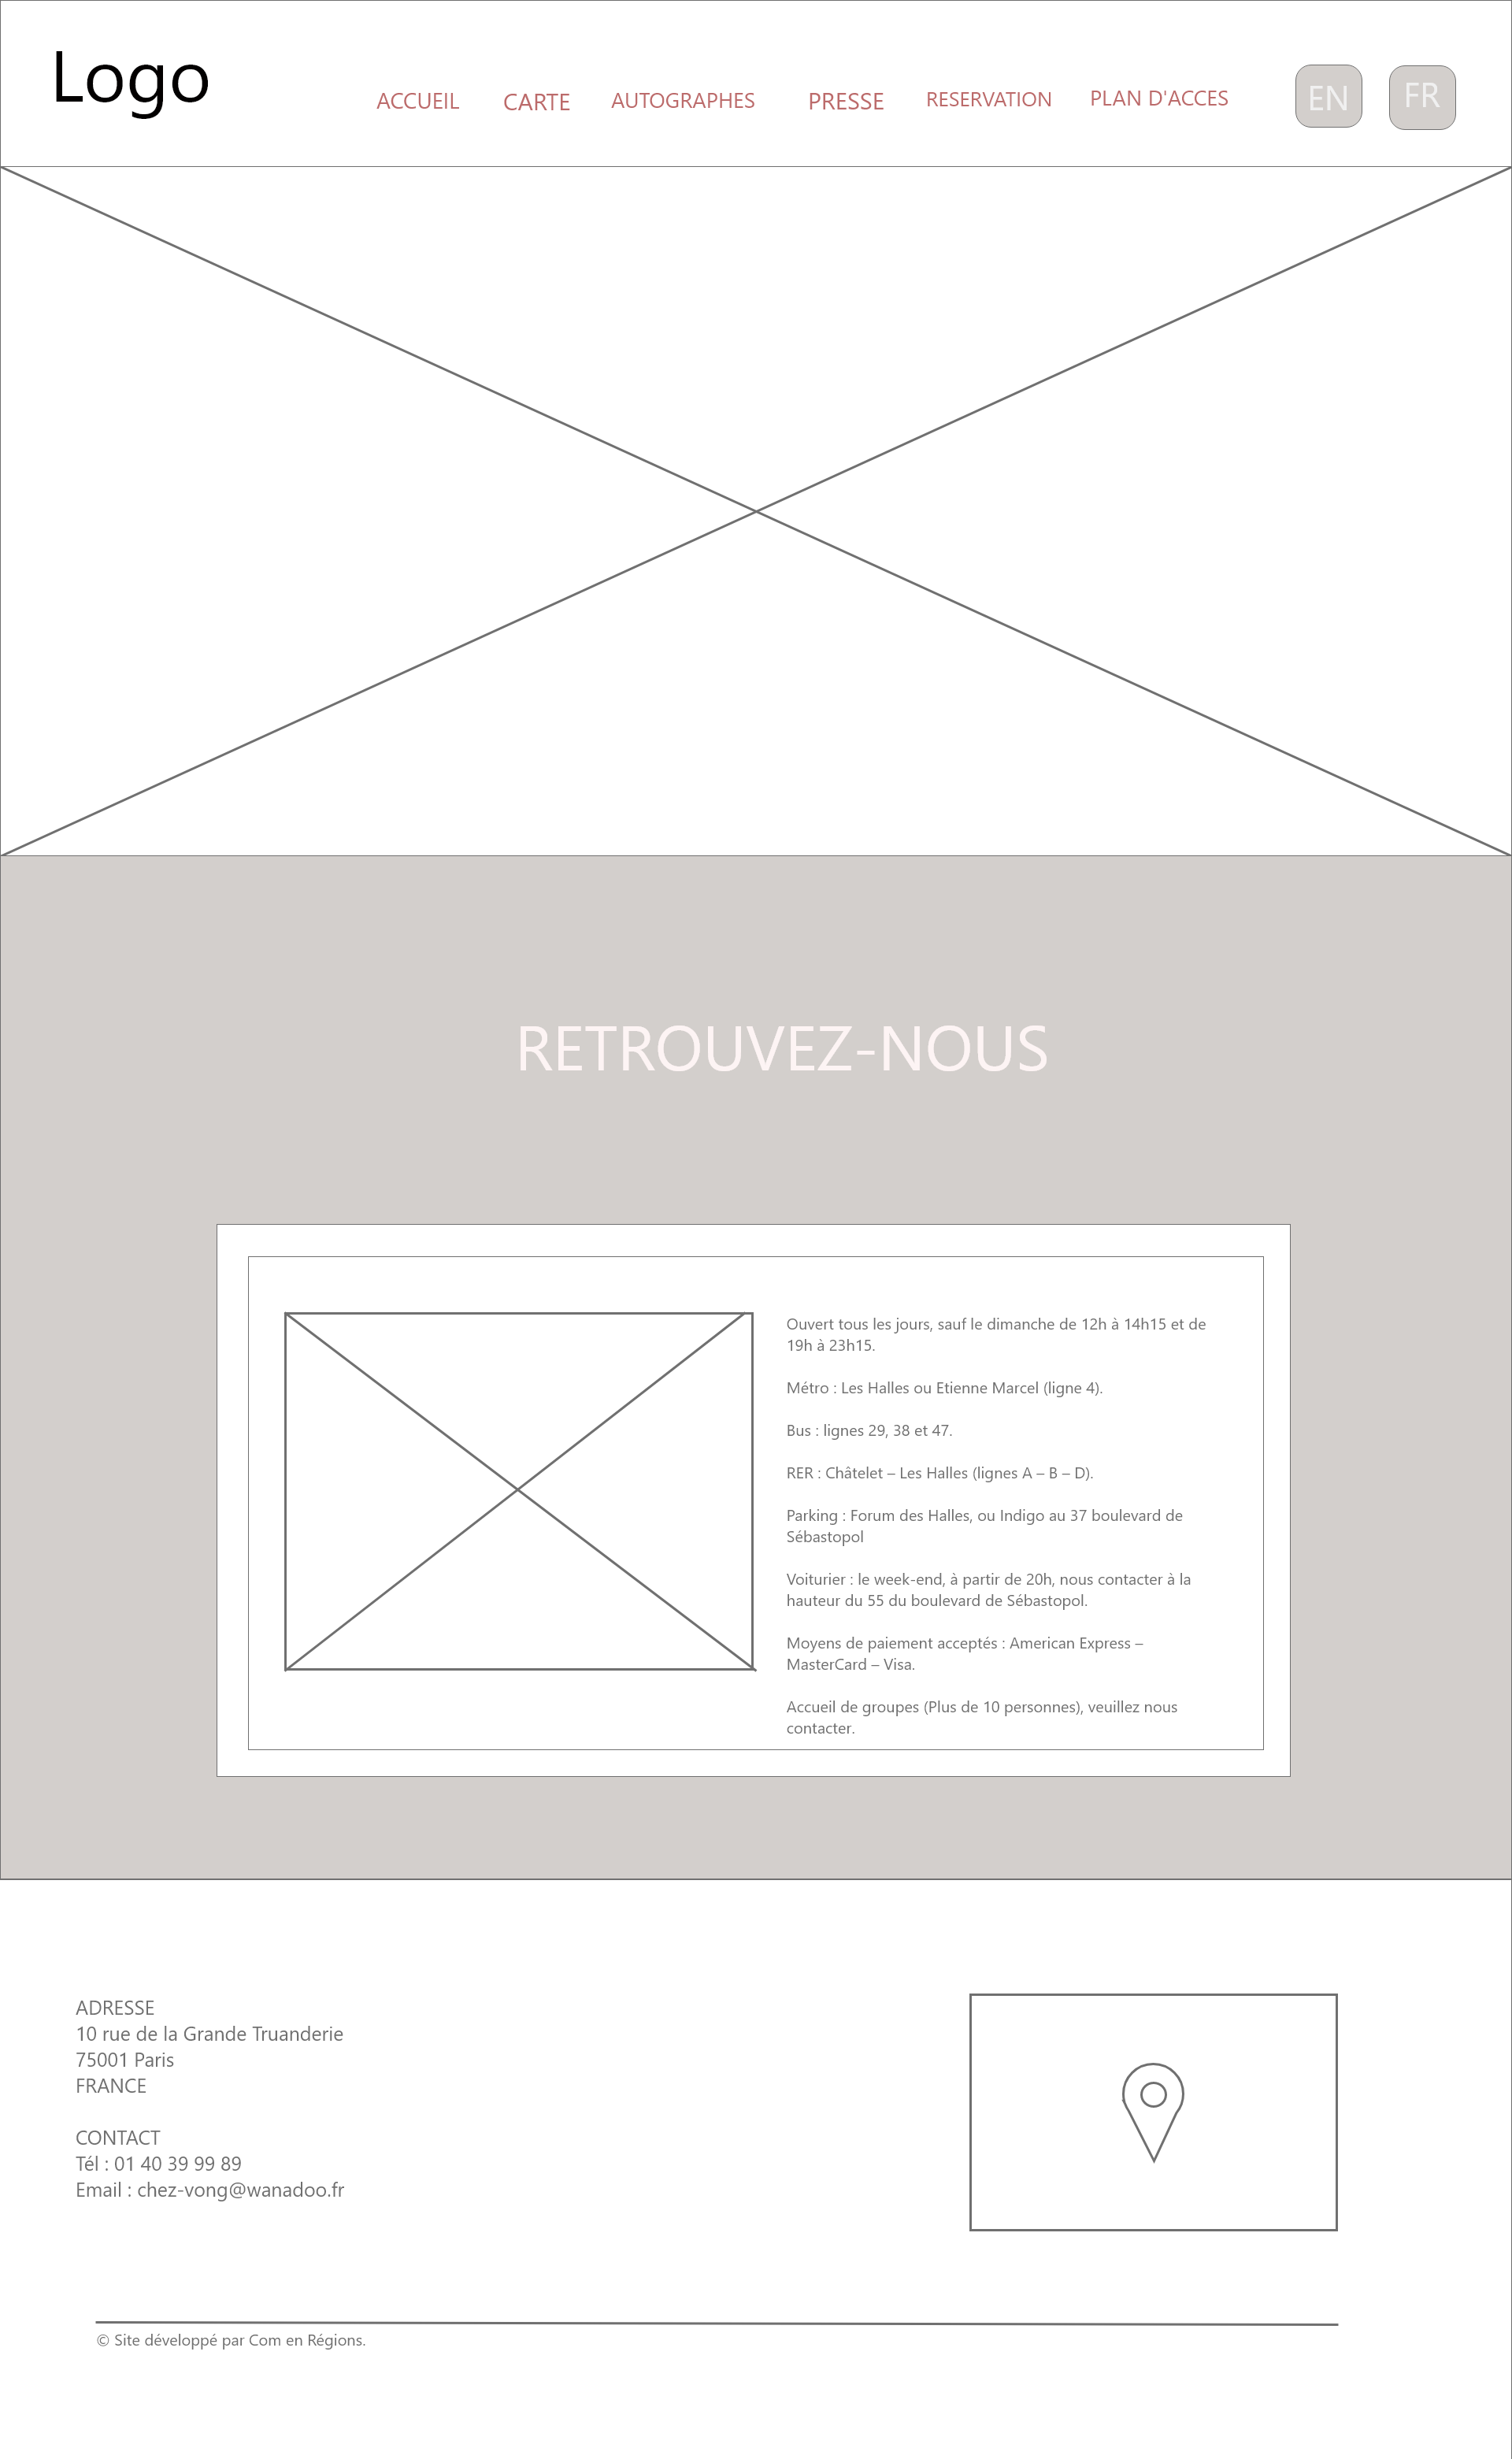 Logo
ACCUEIL CARTE AUTOGRAPHES PRESSE RESERVATION PLAN D'ACCES EN FR
RETROUVEZ-NOUS
Ouvert tous les jours, sauf le dimanche de 12h à 14h15 et de
19h à 23h15.
Métro : Les Halles ou Etienne Marcel (ligne 4).
Bus : lignes 29, 38 et 47.
RER : Châtelet – Les Halles (lignes A – B – D).
Parking : Forum des Halles, ou Indigo au 37 boulevard de
Sébastopol
Voiturier : le week-end, à partir de 20h, nous contacter à la
hauteur du 55 du boulevard de Sébastopol.
Moyens de paiement acceptés : American Express –
MasterCard – Visa.
Accueil de groupes (Plus de 10 personnes), veuillez nous
contacter.
ADRESSE
10 rue de la Grande Truanderie
75001 Paris
FRANCE
CONTACT
Tél : 01 40 39 99 89
Email : chez-vong@wanadoo.fr
© Site développé par Com en Régions.